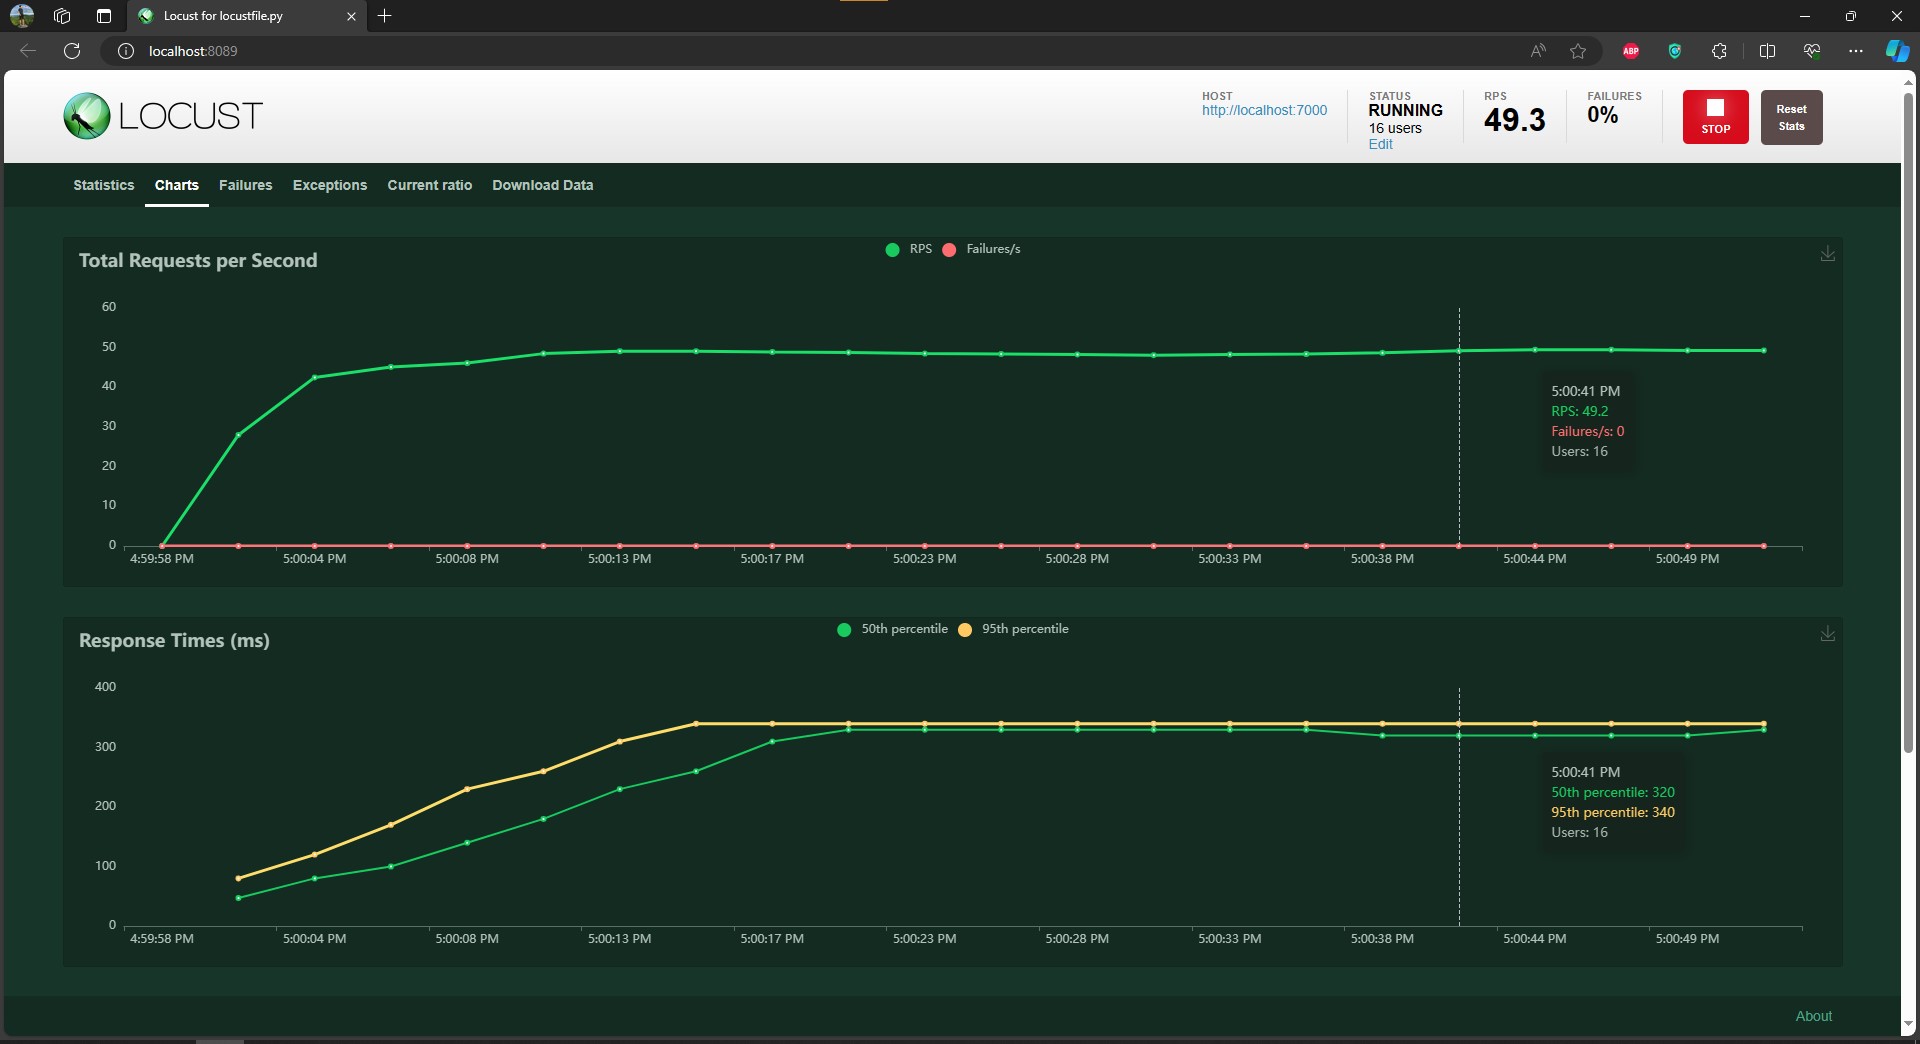 Locust for locustfile.py
localhost:8089
ABP
LOCUST
HOST
http://localhost:7000
STATUS
RUNNING
16 users
Edit
RPS
49.3
FAILURES
0%
STOP
Reset
Stats
Statistics Charts Failures Exceptions Current ratio Download Data
Total Requests per Second
RPS Failures/s
60
50
40
30
20
10
0
5:00:41 PM
RPS: 49.2
Failures/s: 0
Users: 16
4:59:58 PM 5:00:04 PM 5:00:08 PM 5:00:13 PM 5:00:17 PM 5:00:23 PM 5:00:28 PM 5:00:33 PM 5:00:38 PM 5:00:44 PM 5:00:49 PM
Response Times (ms)
50th percentile 95th percentile
400
300
200
100
0
5:00:41 PM
50th percentile: 320
95th percentile: 340
Users: 16
4:59:58 PM 5:00:04 PM 5:00:08 PM 5:00:13 PM 5:00:17 PM 5:00:23 PM 5:00:28 PM 5:00:33 PM 5:00:38 PM 5:00:44 PM 5:00:49 PM
About